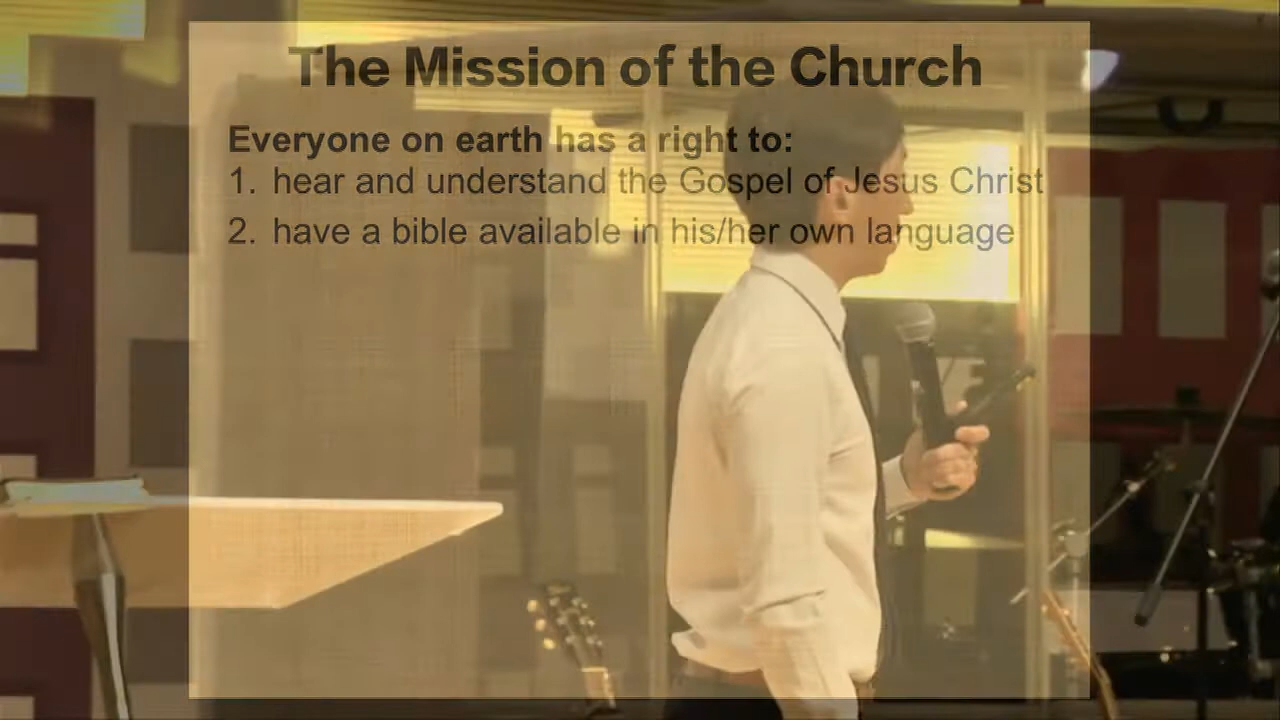 The Mission of the Church
Everyone on earth has a right to:
1. hear and understand the Gospel of Jesus Christ
2. have a bible available in his/her own language